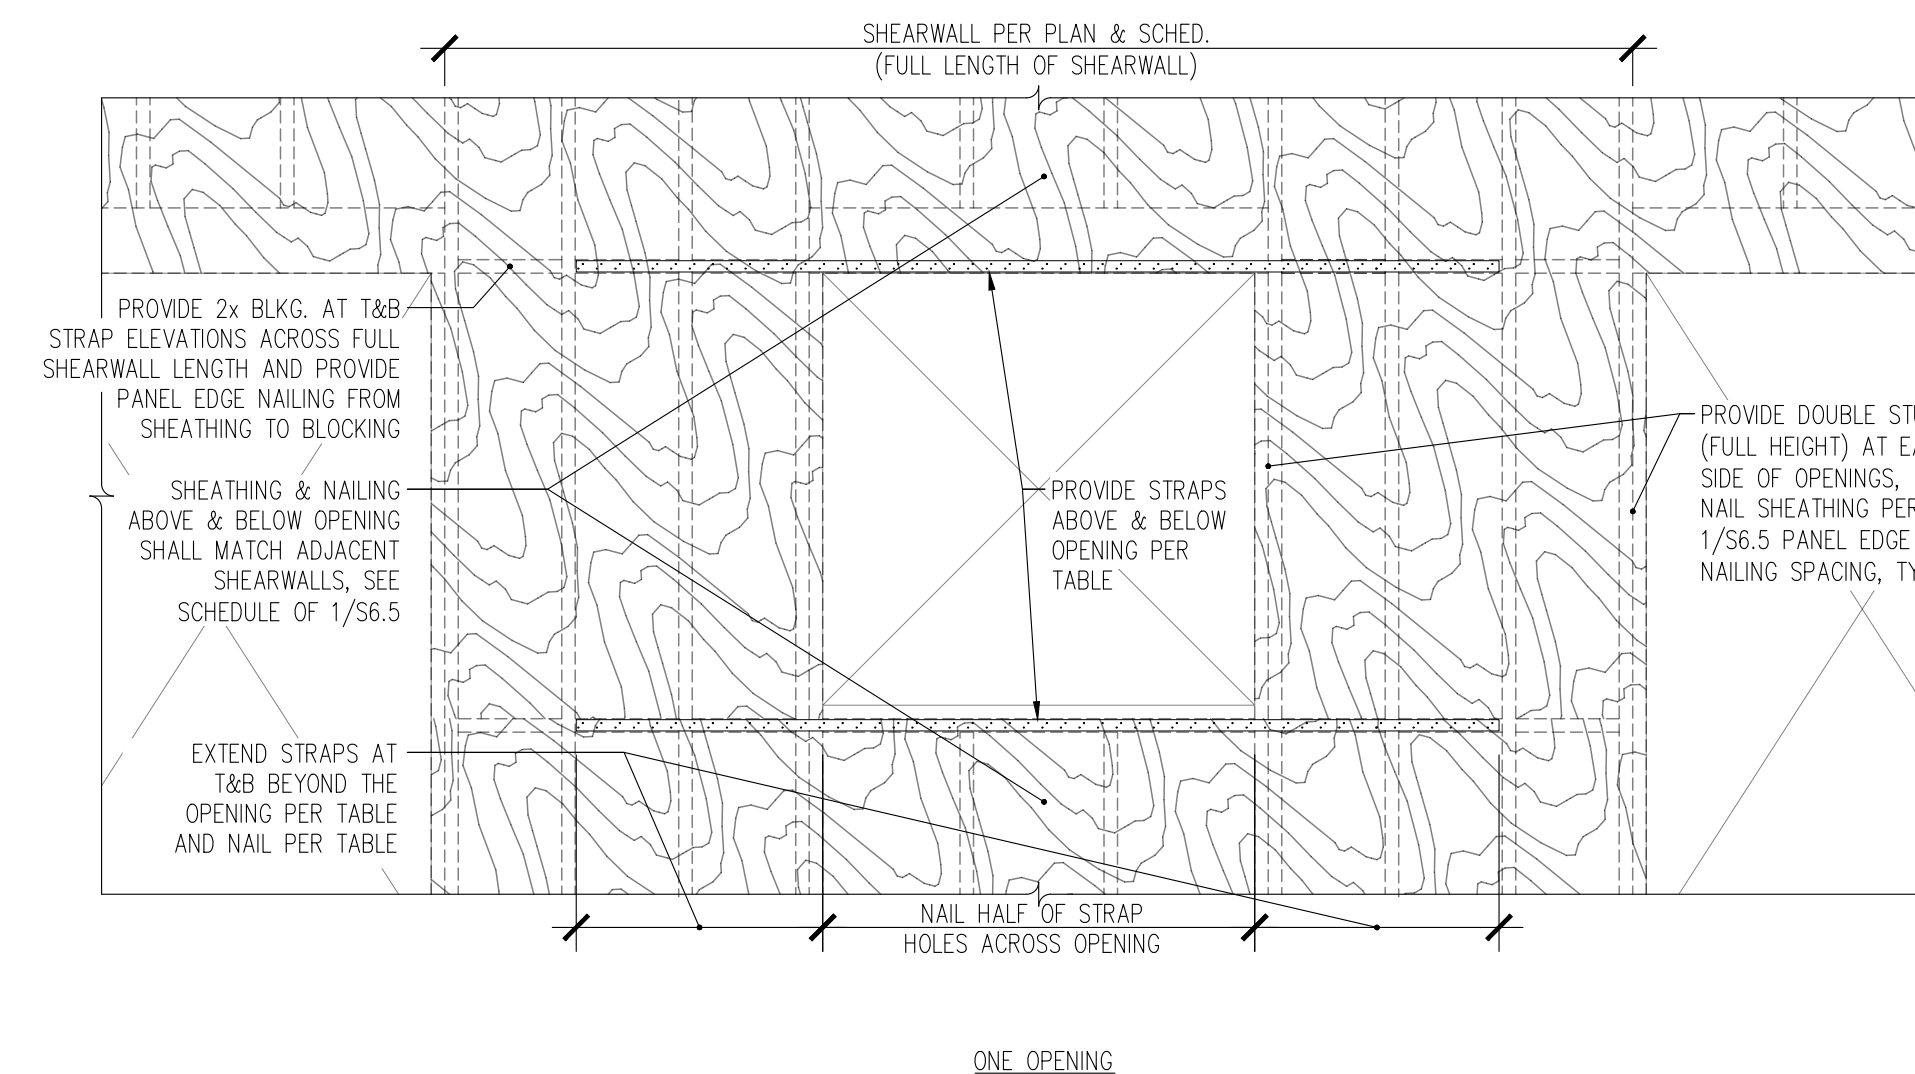 SHEARWALL PER PLAN & SCHED.
(FULL LENGTH OF SHEARWALL)
PROVIDE 2x BLKG. AT T&B
STRAP ELEVATIONS ACROSS FULL
SHEARWALL LENGTH AND PROVIDE
PANEL EDGE NAILING FROM
SHEATHING TO BLOCKING
SHEATHING & NAILING
ABOVE & BELOW OPENING
SHALL MATCH ADJACENT
SHEARWALLS, SEE
SCHEDULE OF 1/S6.5
EXTEND STRAPS AT
T&B BEYOND THE
OPENING PER TABLE
AND NAIL PER TABLE
PROVIDE STRAPS
ABOVE & BELOW
OPENING PER
TABLE
PROVIDE DOUBLE
(FULL HEIGHT) AT
SIDE OF OPENINGS,
NAIL SHEATHING PER
1/S6.5 PANEL EDGE
NAILING SPACING,
NAIL HALF OF STRAP
HOLES ACROSS OPENING
ONE OPENING